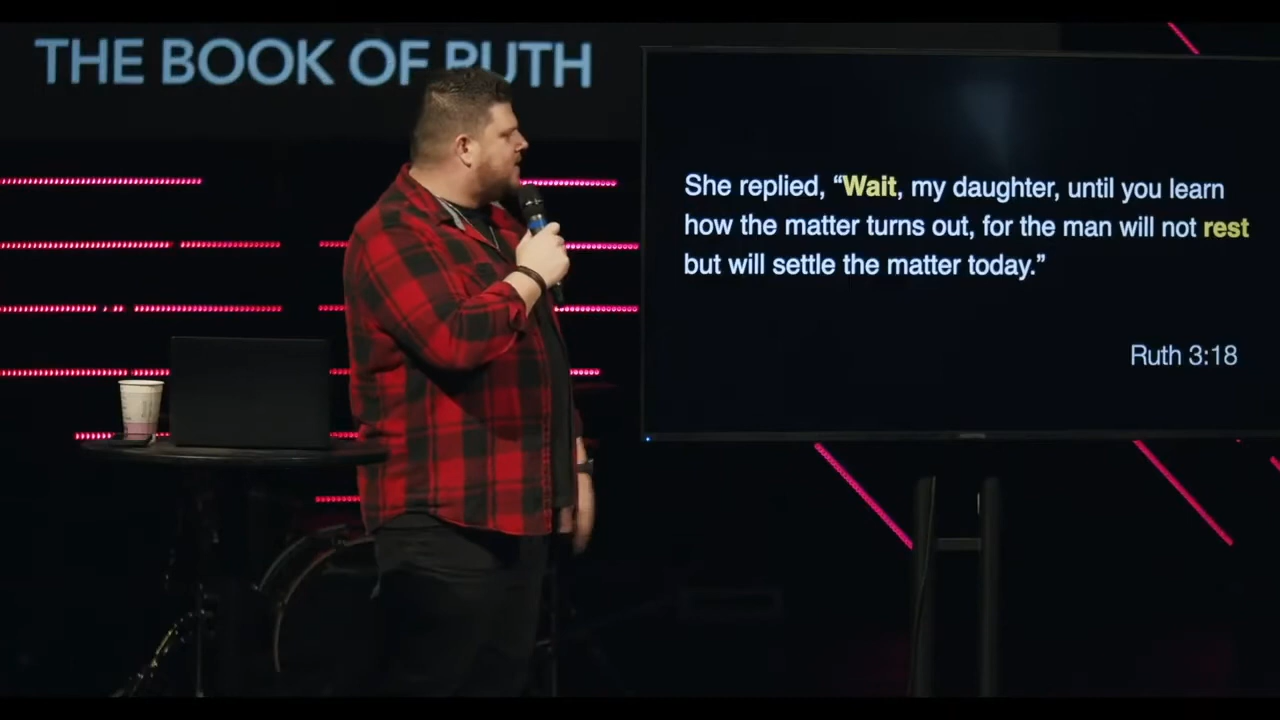 THE BOOK OF RUTH
She replied, “Wait, my daughter, until you learn
how the matter turns out, for the man will not rest
but will settle the matter today.”
Ruth 3:18